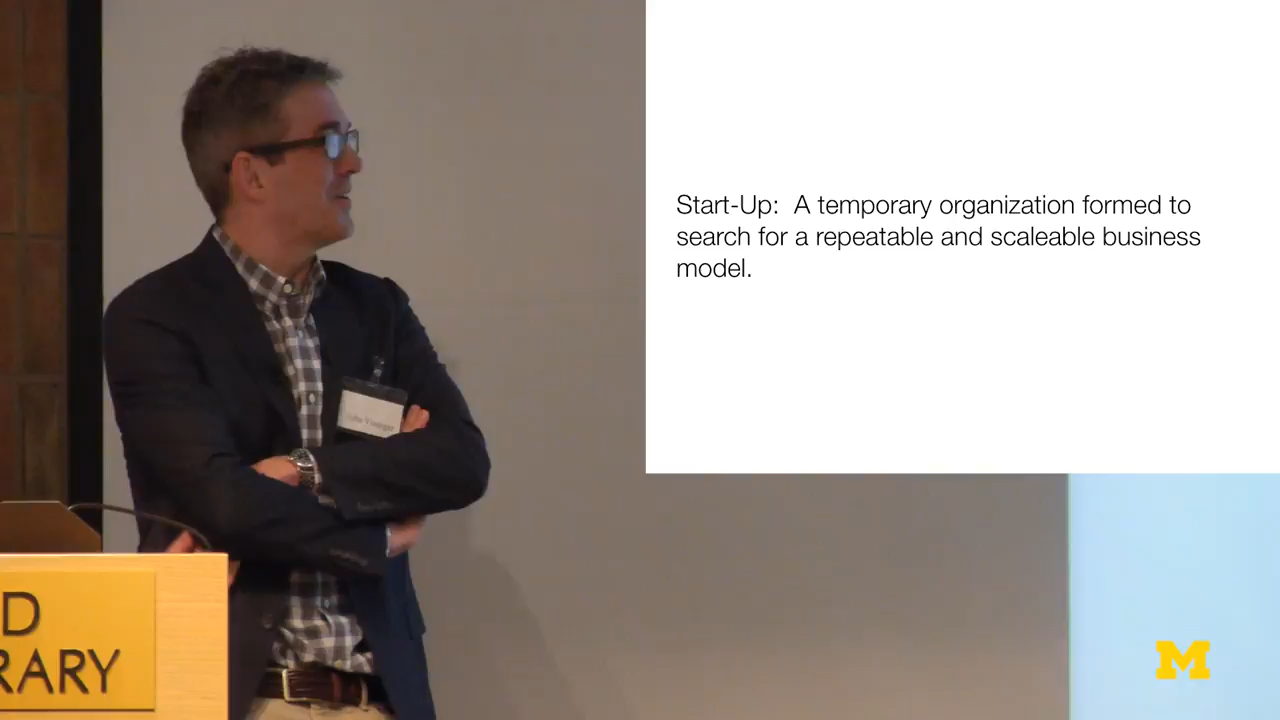 Start-Up:  A temporary organization formed to
search for a repeatable and scaleable business
model.
D
RARY
M